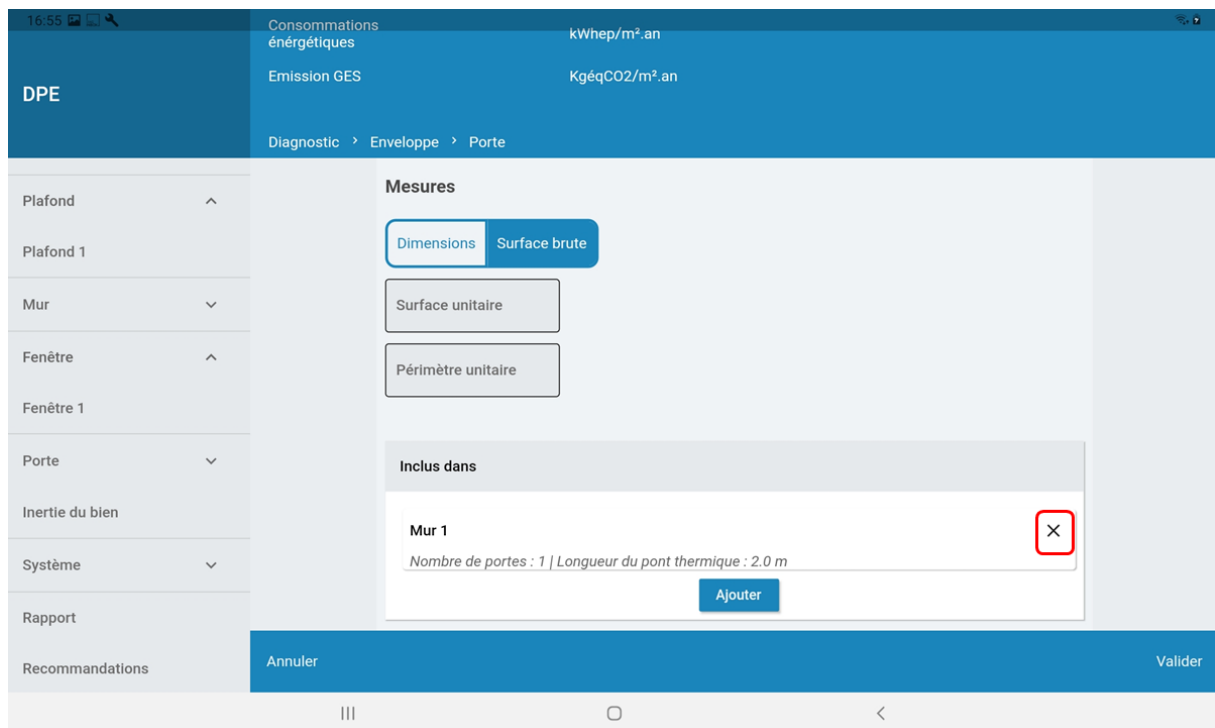 16:55
Consommations
énérgétiques
kWhep/m².an
Emission GES
KgéqCO2/m².an
DPE
Diagnostic > Enveloppe > Porte
Plafond
Plafond 1
Mur
Fenêtre
Fenêtre 1
Porte
Inertie du bien
Système
Rapport
Recommandations
Mesures
Dimensions
Surface brute
Surface unitaire
Périmètre unitaire
Inclus dans
Mur 1
Nombre de portes : 1 | Longueur du pont thermique : 2.0 m
Ajouter
Annuler
Valider